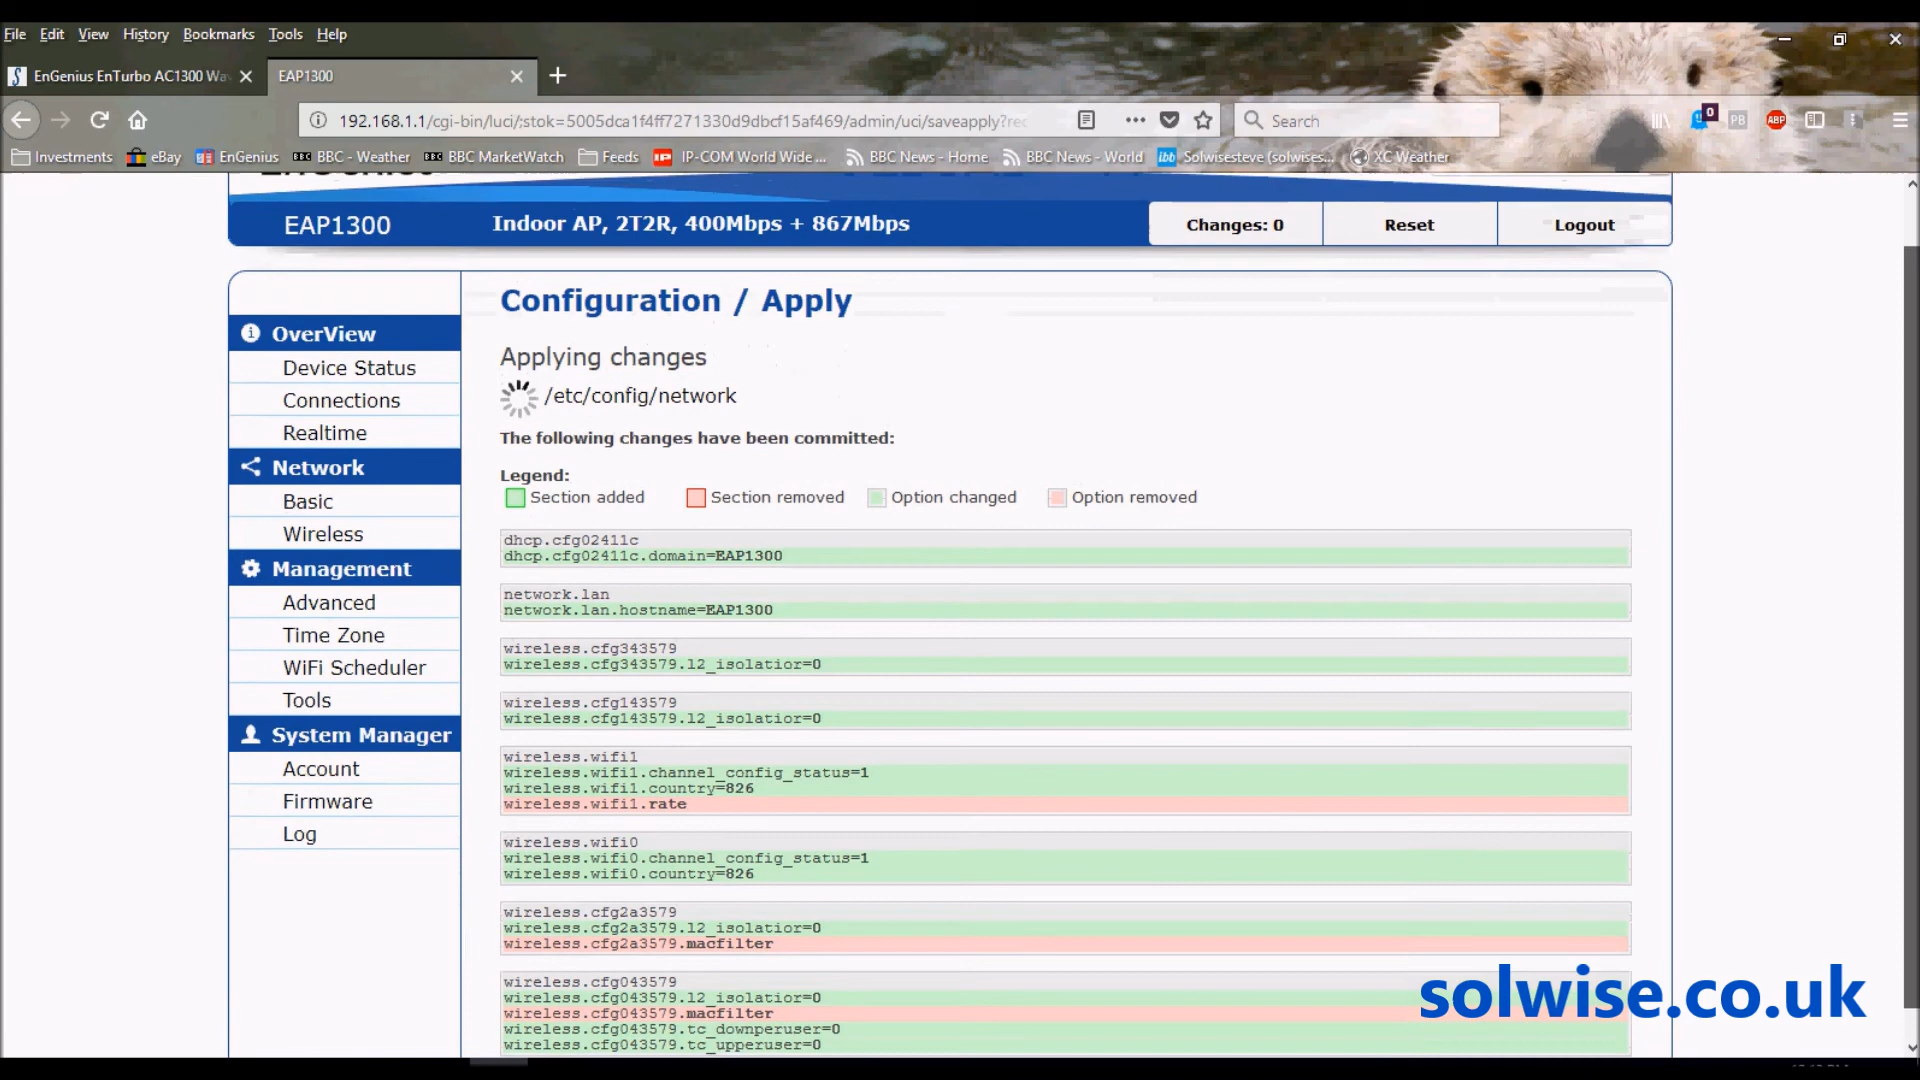 File Edit View History Bookmarks Tools Help
EnGenius EnTurbo AC1300 Wa
EAP1300
192.168.1.1/cgi-bin/luci/;stok=5005dca1f4ff7271330d9dbcf15af469/admin/uci/saveapply?rec
Search
0
PB
ABP
Investments eBay EnGenius BBC - Weather BBC MarketWatch Feeds IP-COM World Wide ... BBC News - Home BBC News - World Solwisesteve (solwises... XC Weather
EAP1300 Indoor AP, 2T2R, 400Mbps + 867Mbps Changes: 0 Reset Logout
OverView
Device Status
Connections
Realtime
Network
Basic
Wireless
Management
Advanced
Time Zone
WiFi Scheduler
Tools
System Manager
Account
Firmware
Log
Configuration / Apply
Applying changes
/etc/config/network
The following changes have been committed:
Legend:
Section added Section removed Option changed Option removed
dhcp.cfg02411c
dhcp.cfg02411c.domain=EAP1300
network.lan
network.lan.hostname=EAP1300
wireless.cfg343579
wireless.cfg343579.l2_isolatior=0
wireless.cfg143579
wireless.cfg143579.l2_isolatior=0
wireless.wifi1
wireless.wifi1.channel_config_status=1
wireless.wifi1.country=826
wireless.wifi1.rate
wireless.wifi0
wireless.wifi0.channel_config_status=1
wireless.wifi0.country=826
wireless.cfg2a3579
wireless.cfg2a3579.l2_isolatior=0
wireless.cfg2a3579.macfilter
wireless.cfg043579
wireless.cfg043579.l2_isolatior=0
wireless.cfg043579.macfilter
wireless.cfg043579.tc_downperuser=0
wireless.cfg043579.tc_upperuser=0
solwise.co.uk